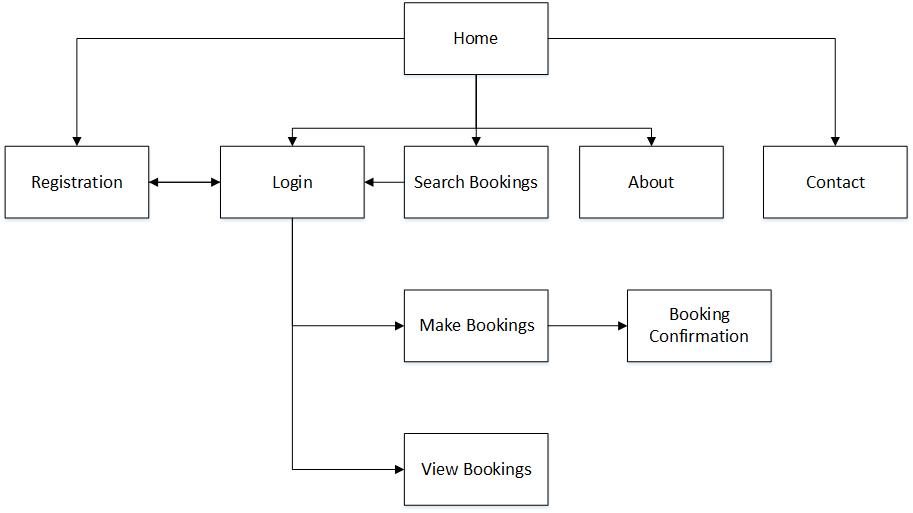 Home
Registration
Login
Search Bookings
About
Contact
Make Bookings
Booking
Confirmation
View Bookings